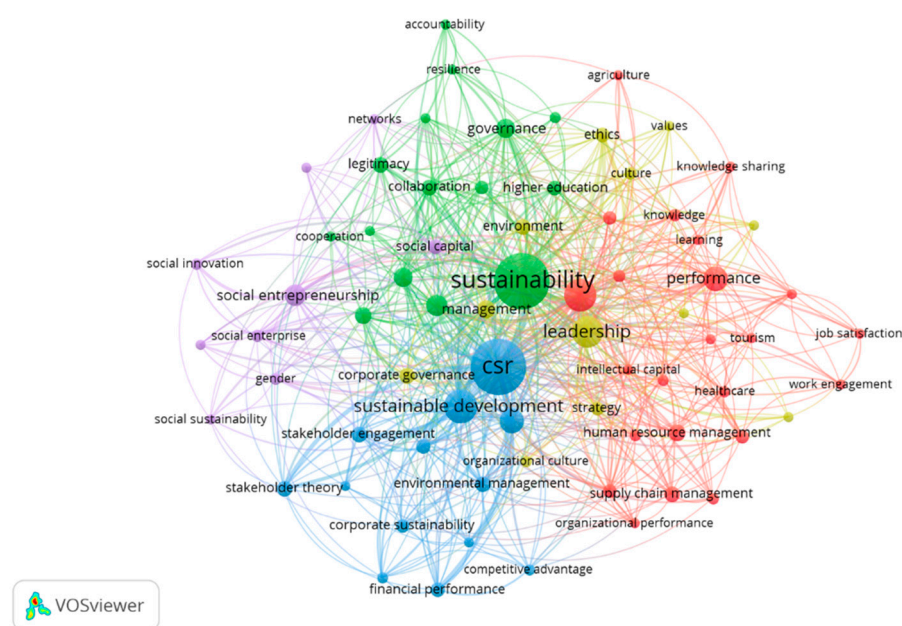 accountability
resilience
agriculture
networks
governance
ethics
values
legitimacy
culture
knowledge sharing
collaboration
higher education
environment
knowledge
cooperation
social capital
learning
social innovation
sustainability
performance
social entrepreneurship
management
leadership
social enterprise
tourism
job satisfaction
csr
corporate governance
intellectual capital
gender
healthcare
work engagement
sustainable development
strategy
social sustainability
stakeholder engagement
human resource management
organizational culture
stakeholder theory
environmental management
supply chain management
corporate sustainability
organizational performance
competitive advantage
financial performance
VOSviewer